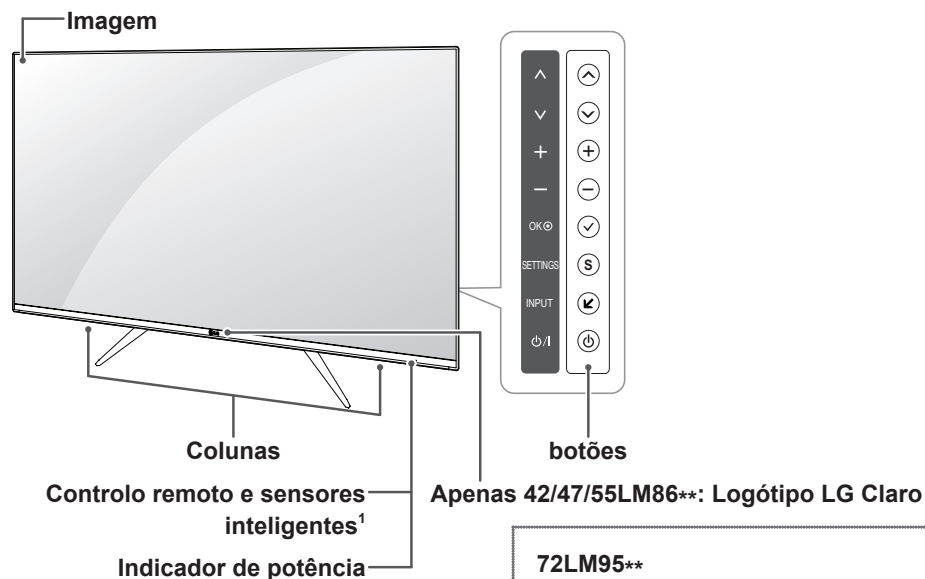 Imagem
OK
SETTINGS
S
INPUT
Colunas
botões
Controlo remoto e sensores
inteligentes1
Apenas 42/47/55LM86**: Logótipo LG Claro
Indicador de potência
72LM95**